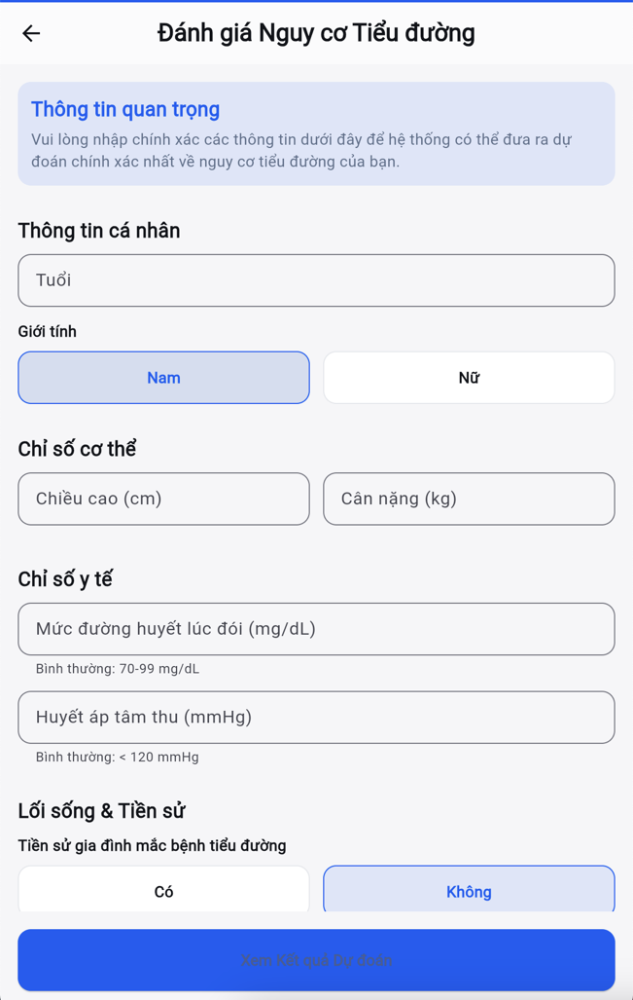 Đánh giá Nguy cơ Tiểu đường
Thông tin quan trọng
Vui lòng nhập chính xác các thông tin dưới đây để hệ thống có thể đưa ra dự
đoán chính xác nhất về nguy cơ tiểu đường của bạn.
Thông tin cá nhân
Tuổi
Giới tính
Nam
Nữ
Chỉ số cơ thể
Chiều cao (cm)
Cân nặng (kg)
Chỉ số y tế
Mức đường huyết lúc đói (mg/dL)
Bình thường: 70-99 mg/dL
Huyết áp tâm thu (mmHg)
Bình thường: < 120 mmHg
Lối sống & Tiền sử
Tiền sử gia đình mắc bệnh tiểu đường
Có
Không
Xem Kết quả Dự đoán